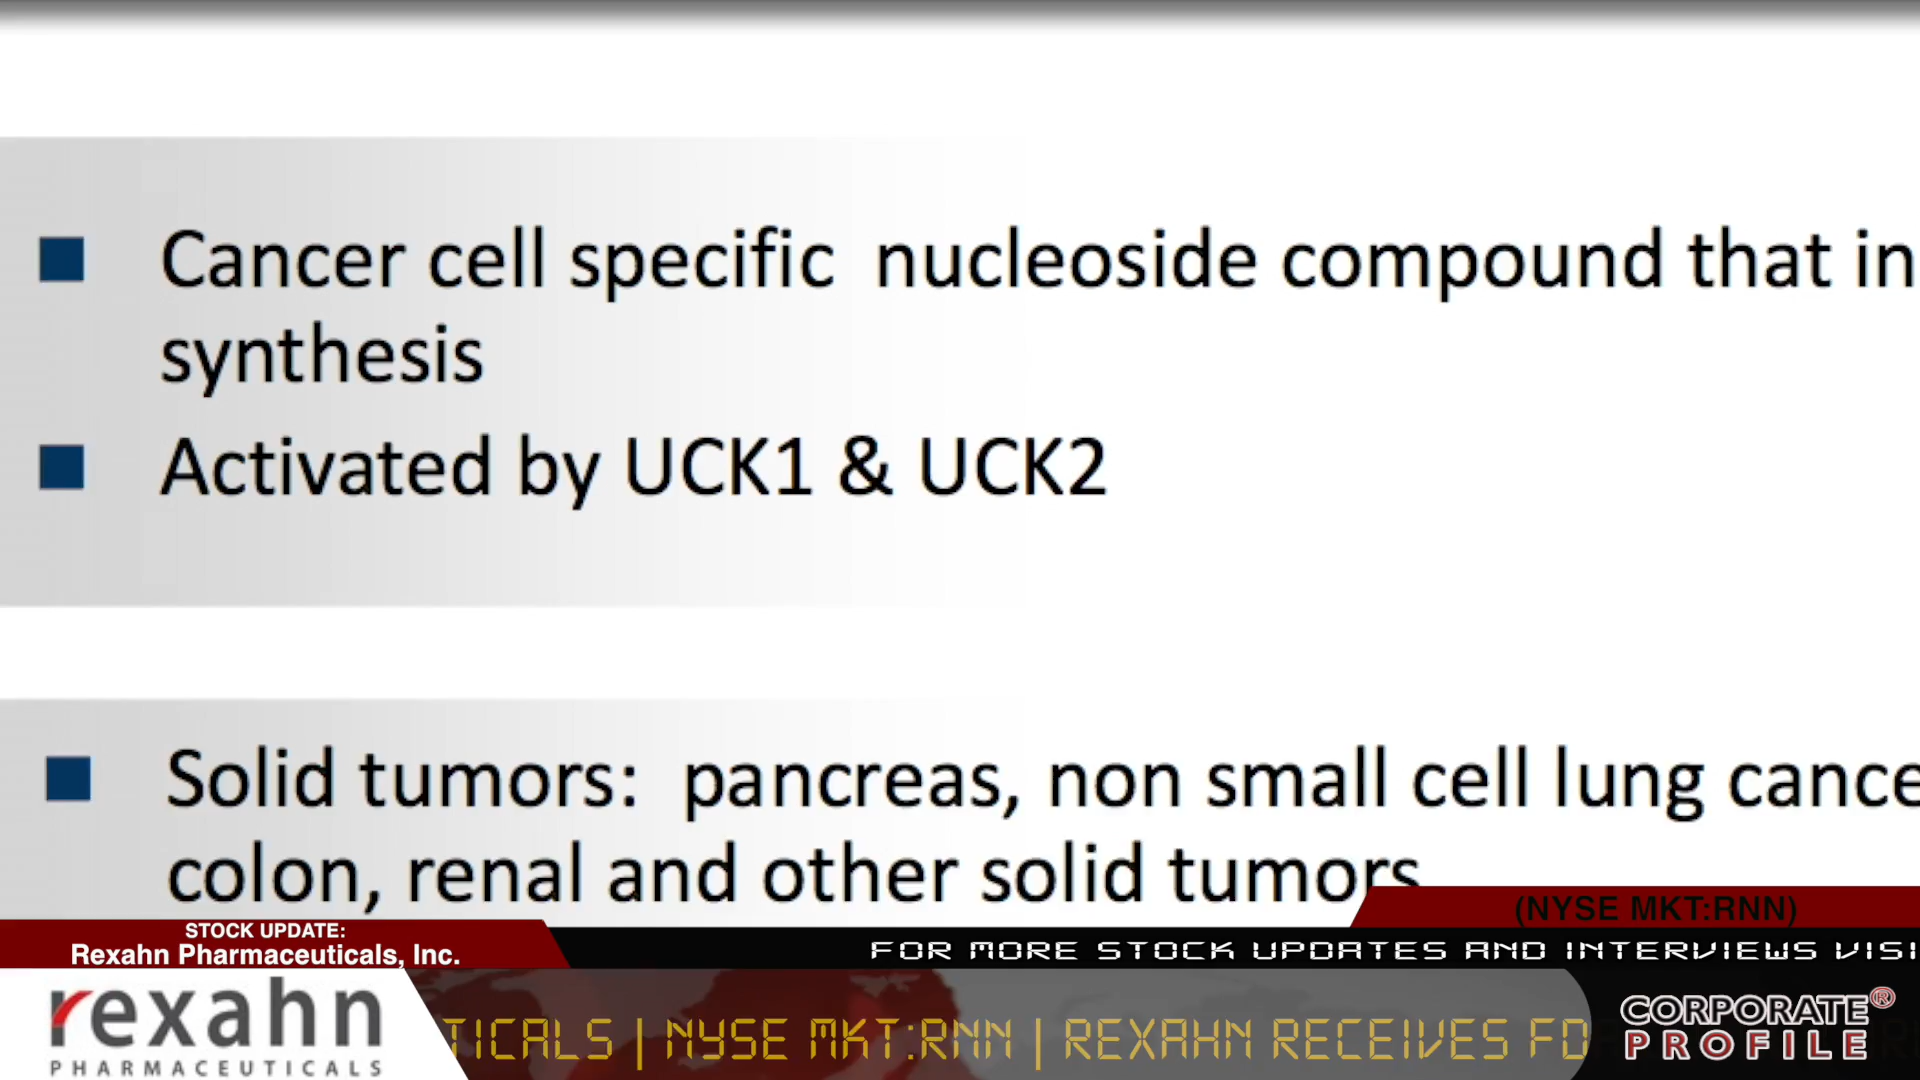 Cancer cell specific nucleoside compound that in
synthesis
Activated by UCK1 & UCK2
Solid tumors: pancreas, non small cell lung cance
colon, renal and other solid tumors
(NYSE MKT:RNN)
STOCK UPDATE:
Rexahn Pharmaceuticals, Inc.
FOR MORE STOCK UPDATES AND INTERVIEWS VISI
rexahn
PHARMACEUTICALS
TICALS | NYSE MKT:RNN | REXAHN RECEIVES FO
CORPORATE®
PROFILE